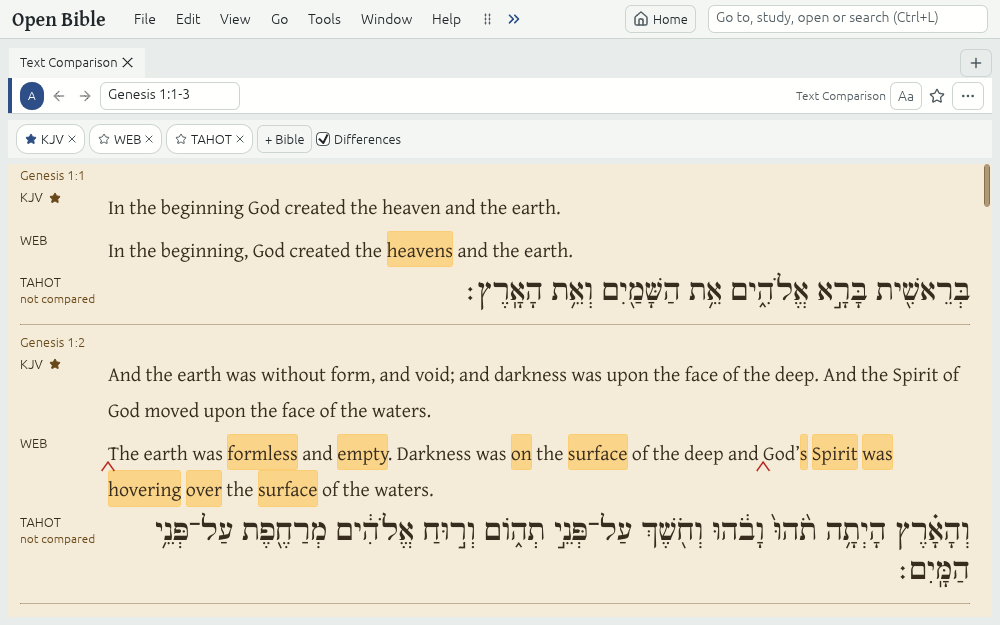 Open Bible File Edit View Go Tools Window Help Home Go to, study, open or search (Ctrl+L)
Text Comparison
A Genesis 1:1-3 Text Comparison Aa
KJV WEB TAHOT + Bible Differences
Genesis 1:1
KJV
In the beginning God created the heaven and the earth.
WEB
In the beginning, God created the heavens and the earth.
TAHOT
not compared
בְּרֵאשִׁ֖ית בָּרָ֣א אֱלֹהִ֑ים אֵ֥ת הַשָּׁמַ֖יִם וְאֵ֥ת הָאָֽרֶץ׃
Genesis 1:2
KJV
And the earth was without form, and void; and darkness was upon the face of the deep. And the Spirit of
God moved upon the face of the waters.
WEB
The earth was formless and empty. Darkness was on the surface of the deep and God’s Spirit was
hovering over the surface of the waters.
TAHOT
not compared
וְהָאָ֗רֶץ הָיְתָ֥ה תֹ֙הוּ֙ וָבֹ֔הוּ וְחֹ֖שֶׁךְ עַל־פְּנֵ֣י תְה֑וֹם וְר֣וּחַ אֱלֹהִ֔ים מְרַחֶ֖פֶת עַל־פְּנֵ֥י
הַמָּֽיִם׃